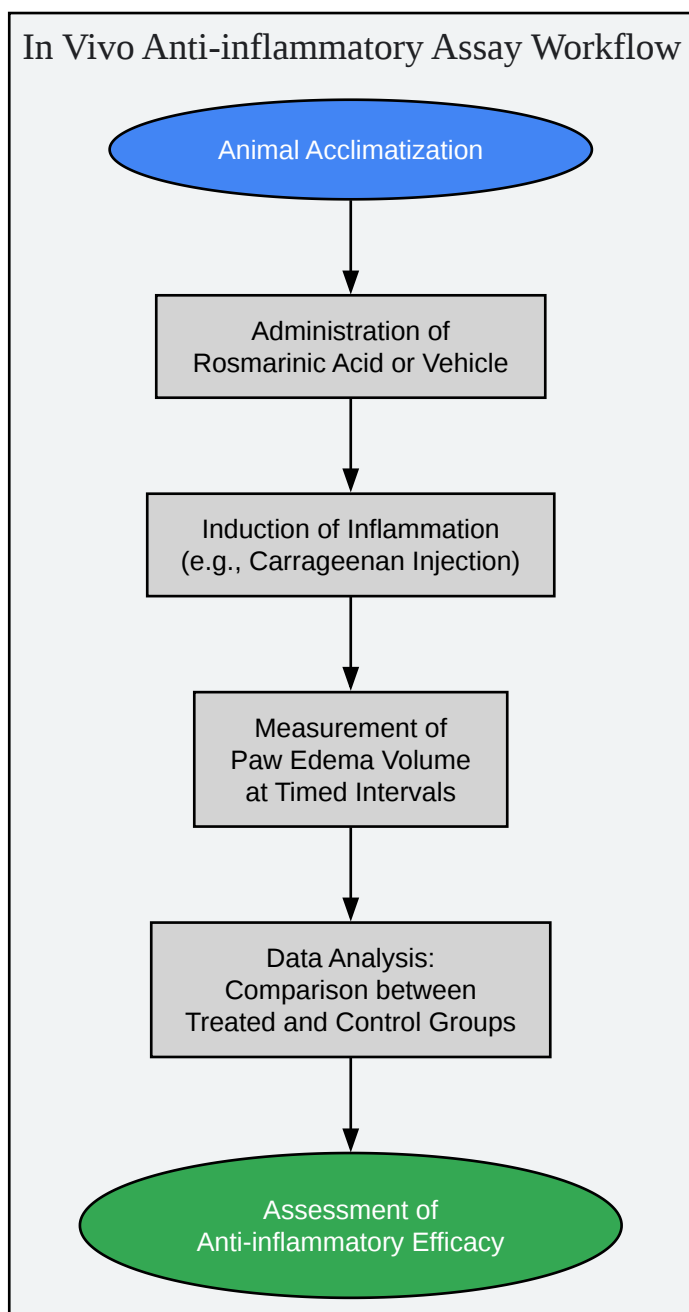 In Vivo Anti-inflammatory Assay Workflow
Animal Acclimatization
Administration of
Rosmarinic Acid or Vehicle
Induction of Inflammation
(e.g., Carrageenan Injection)
Measurement of
Paw Edema Volume
at Timed Intervals
Data Analysis:
Comparison between
Treated and Control Groups
Assessment of
Anti-inflammatory Efficacy